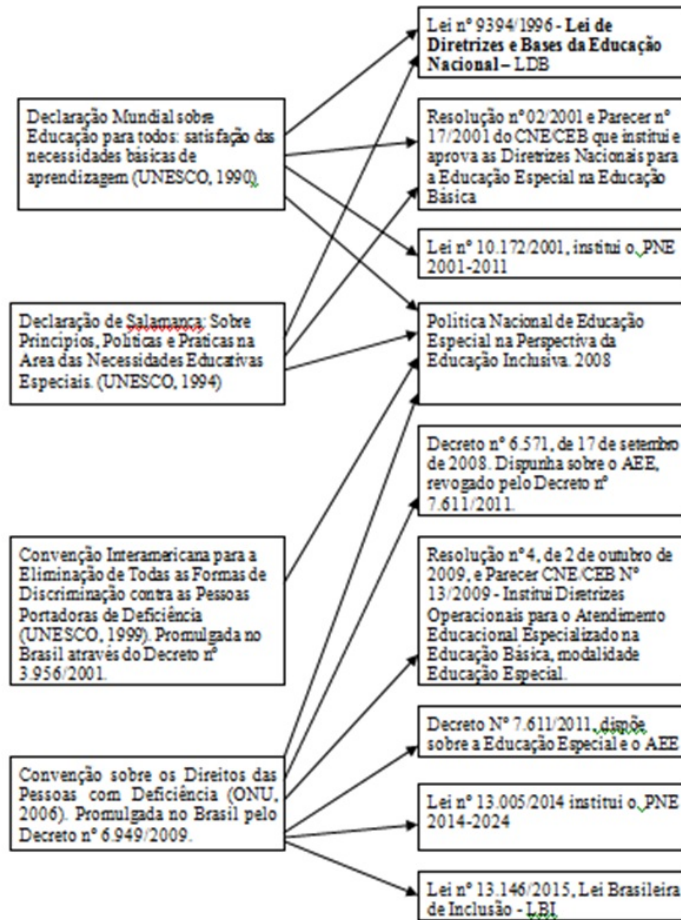 Lei nº 9394/1996 - Lei de
Diretrizes e Bases da Educação
Nacional – LDB
Declaração Mundial sobre
Educação para todos: satisfação das
necessidades básicas de
aprendizagem (UNESCO, 1990)
Resolução nº 02/2001 e Parecer nº
17/2001 do CNE/CEB que institui e
aprova as Diretrizes Nacionais para
a Educação Especial na Educação
Básica
Lei nº 10.172/2001, institui o PNE
2001-2011
Declaração de Salamanca: Sobre
Princípios, Políticas e Práticas na
Área das Necessidades Educativas
Especiais. (UNESCO, 1994)
Política Nacional de Educação
Especial na Perspectiva da
Educação Inclusiva. 2008
Decreto nº 6.571, de 17 de setembro
de 2008. Dispunha sobre o AEE,
revogado pelo Decreto nº
7.611/2011.
Convenção Interamericana para a
Eliminação de Todas as Formas de
Discriminação contra as Pessoas
Portadoras de Deficiência
(UNESCO, 1999). Promulgada no
Brasil através do Decreto nº
3.956/2001.
Resolução nº 4, de 2 de outubro de
2009, e Parecer CNE/CEB Nº
13/2009 - Institui Diretrizes
Operacionais para o Atendimento
Educacional Especializado na
Educação Básica, modalidade
Educação Especial.
Decreto Nº 7.611/2011, dispõe
sobre a Educação Especial e o AEE
Convenção sobre os Direitos das
Pessoas com Deficiência (ONU,
2006). Promulgada no Brasil pelo
Decreto nº 6.949/2009.
Lei nº 13.005/2014 institui o PNE
2014-2024
Lei nº 13.146/2015, Lei Brasileira
de Inclusão - LBI